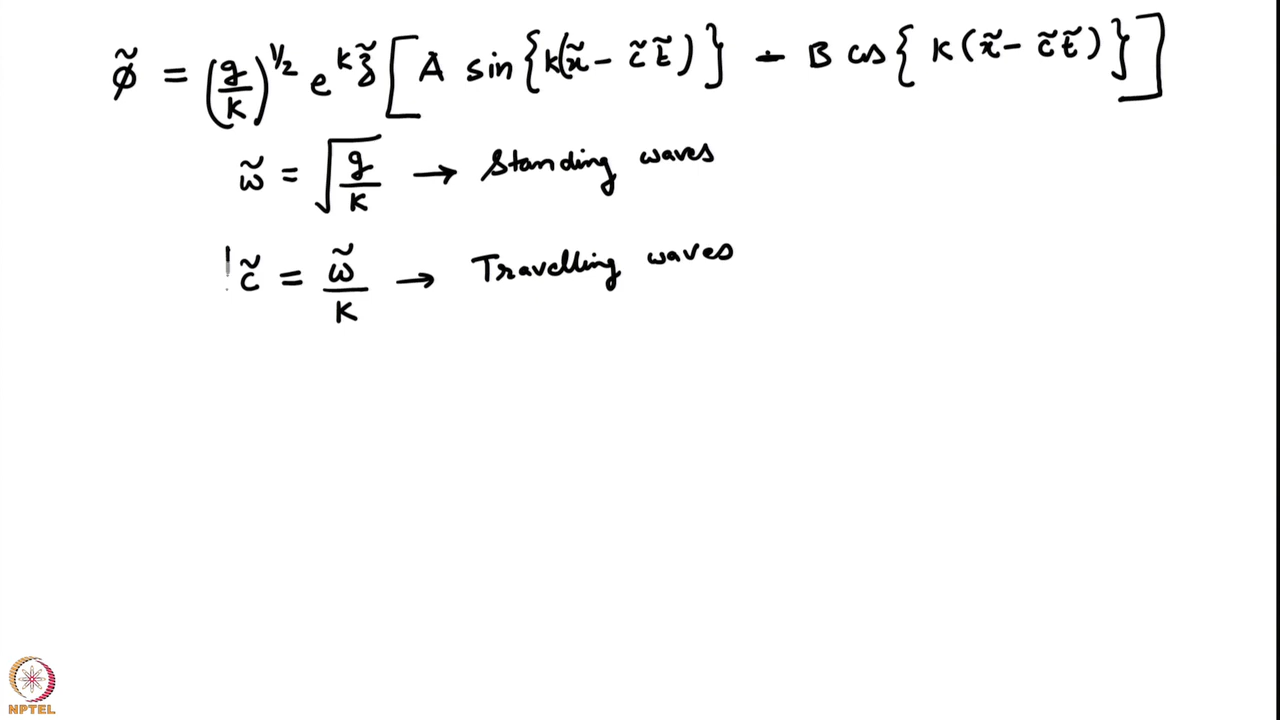 ϕ̃ = (g/k)^1/2 e^kz̃ [ A sin{k(x̃ − c̃t̃)} − B cos{k(x̃ − c̃t̃)} ]
ω̃ = √(g/k) → Standing waves
! c̃ = ω̃/k → Travelling waves
NPTEL